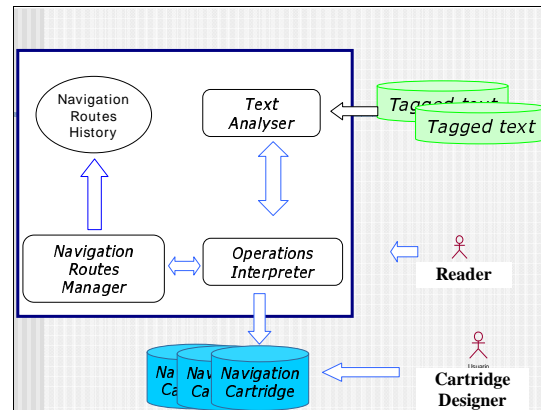 Navigation
Routes
History
Text
Analyser
Tagged text
Tagged text
Navigation
Routes
Manager
Operations
Interpreter
Reader
Navigation
Cartridge
Cartridge
Designer